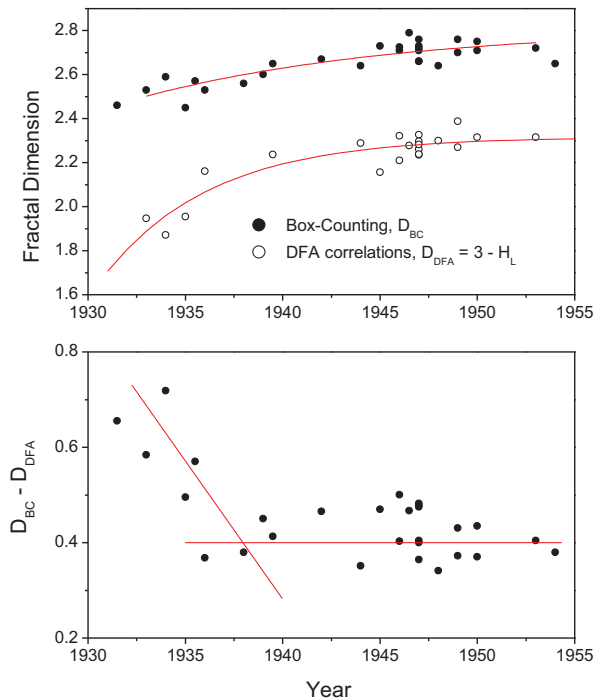 2.8
2.6
2.4
2.2
2.0
1.8
1.6
Fractal Dimension
Box-Counting, D_BC
DFA correlations, D_DFA = 3 - H_L
1930 1935 1940 1945 1950 1955
0.8
0.6
0.4
0.2
D_BC - D_DFA
1930 1935 1940 1945 1950 1955
Year